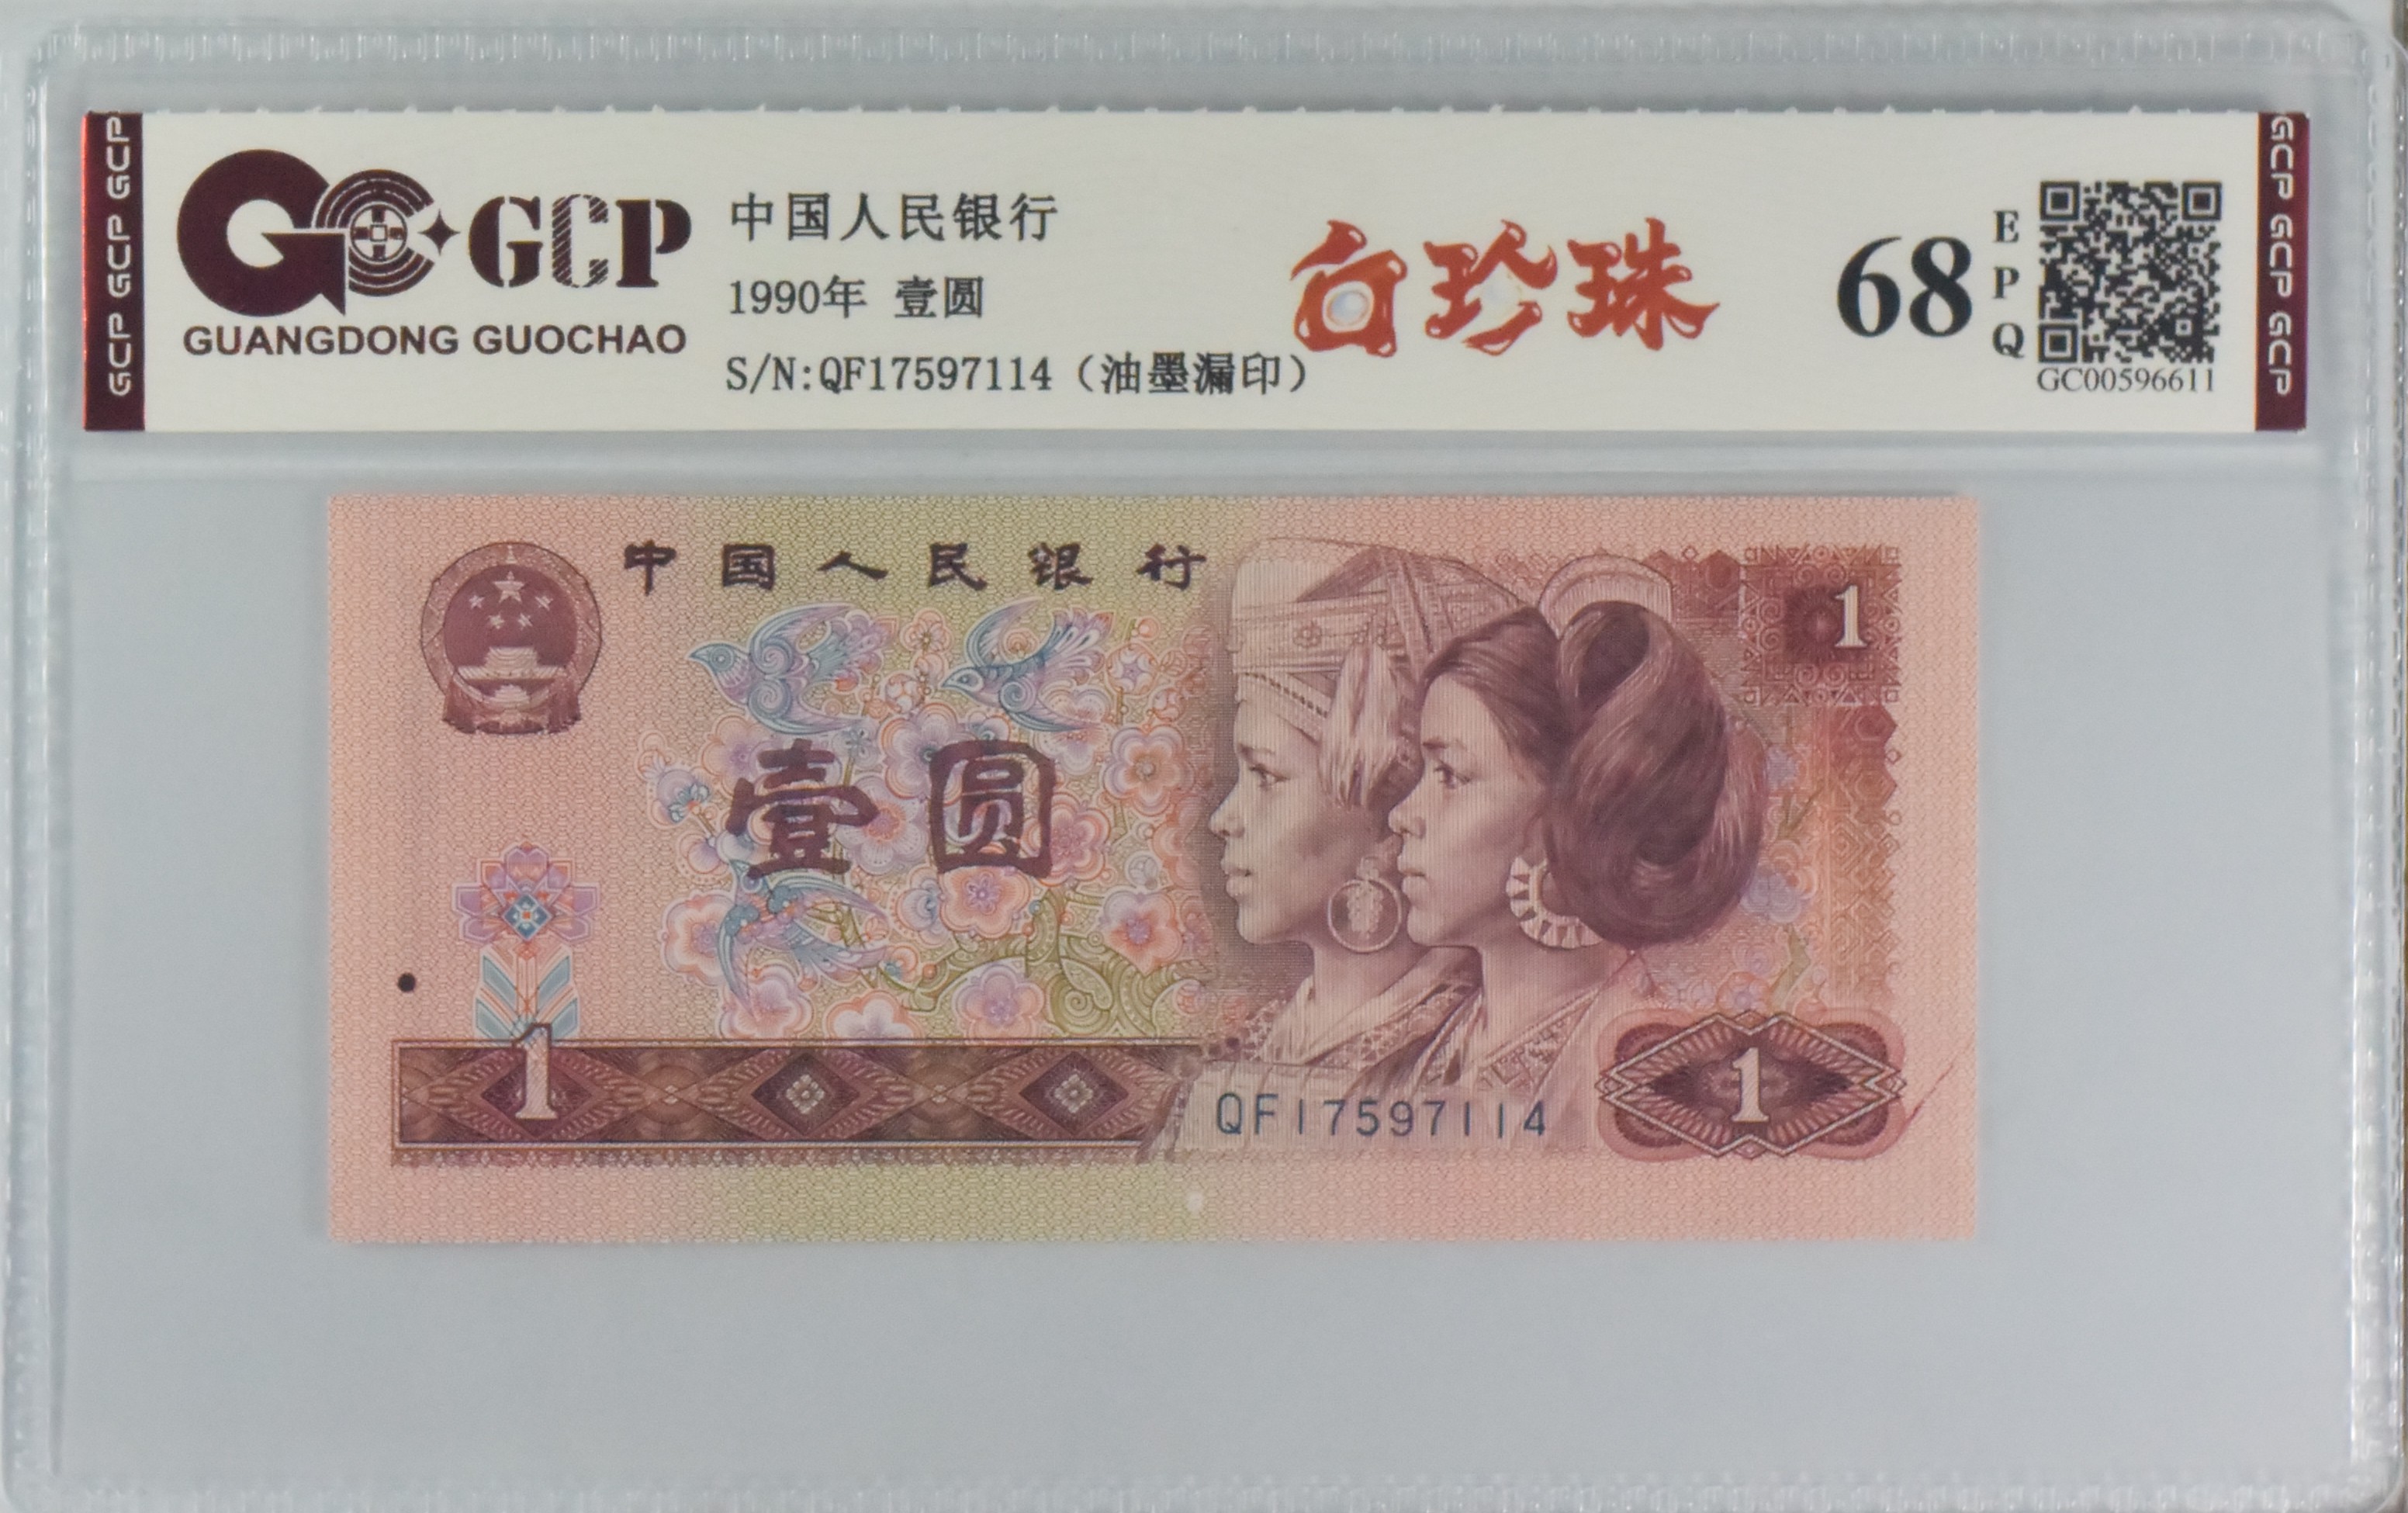 GCP GCP GCP
GCP
GUANGDONG GUOCHAO
中国人民银行
1990年 壹圆
S/N:QF17597114（油墨漏印）
白珍珠
68
EPQ
GC00596611
GCP GCP GCP
中国人民银行
1
壹圆
1
1
QF17597114